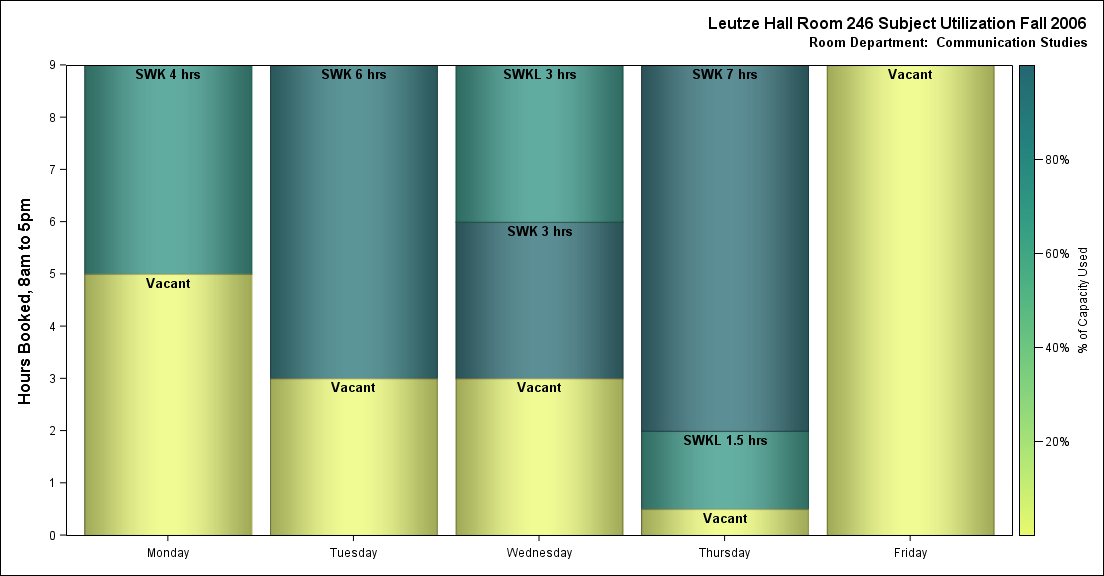 Leutze Hall Room 246 Subject Utilization Fall 2006
Room Department:  Communication Studies
Hours Booked, 8am to 5pm
9
8
7
6
5
4
3
2
1
0
SWK 4 hrs
Vacant
SWK 6 hrs
Vacant
SWKL 3 hrs
SWK 3 hrs
Vacant
SWK 7 hrs
SWKL 1.5 hrs
Vacant
Vacant
Monday
Tuesday
Wednesday
Thursday
Friday
80%
60%
40%
20%
% of Capacity Used